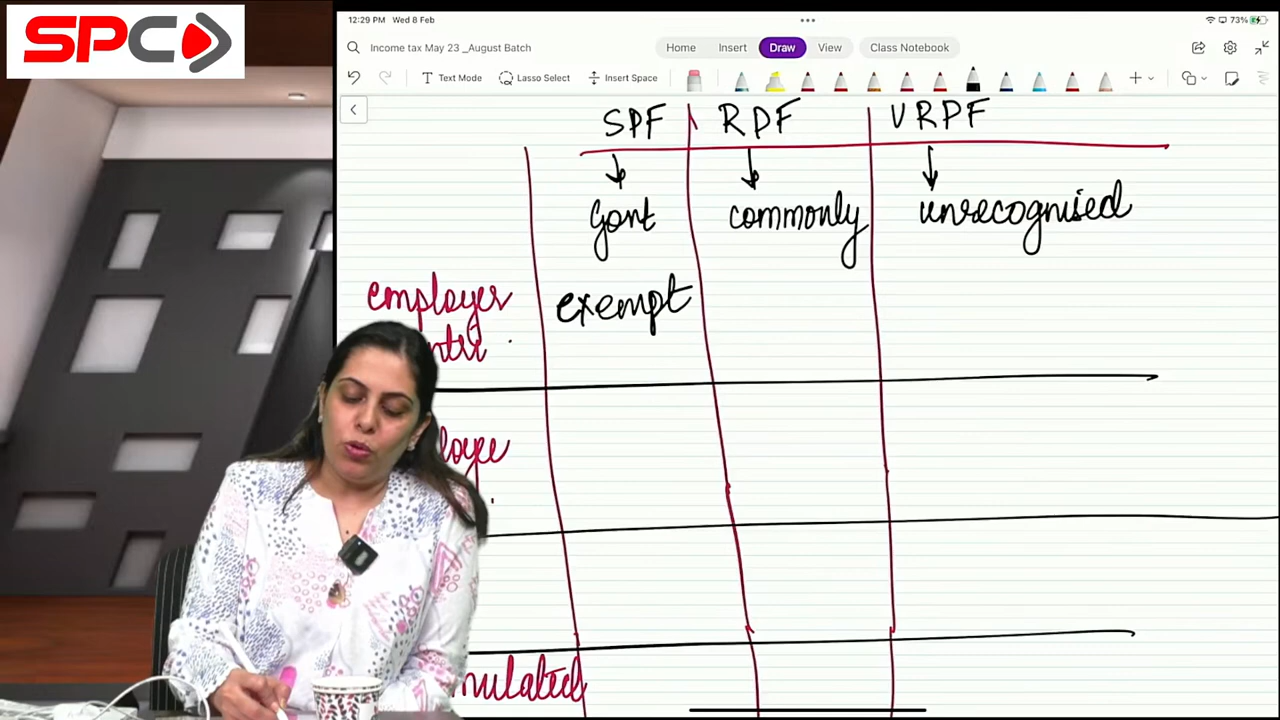 SPC
12:29 PM Wed 8 Feb
73%
Income tax May 23 _August Batch
Home Insert Draw View Class Notebook
Text Mode Lasso Select Insert Space
SPF RPF URPF
Govt commonly unrecognised
employer exempt